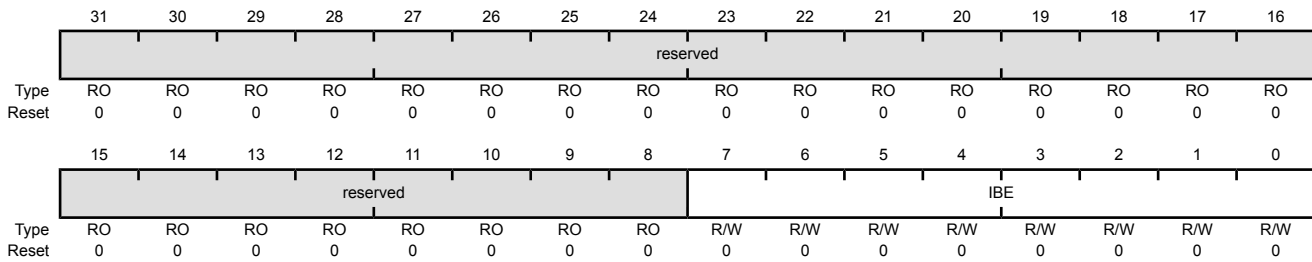 31 30 29 28 27 26 25 24 23 22 21 20 19 18 17 16
reserved
Type RO RO RO RO RO RO RO RO RO RO RO RO RO RO RO RO
Reset 0 0 0 0 0 0 0 0 0 0 0 0 0 0 0 0
15 14 13 12 11 10 9 8 7 6 5 4 3 2 1 0
reserved IBE
Type RO RO RO RO RO RO RO RO R/W R/W R/W R/W R/W R/W R/W R/W
Reset 0 0 0 0 0 0 0 0 0 0 0 0 0 0 0 0